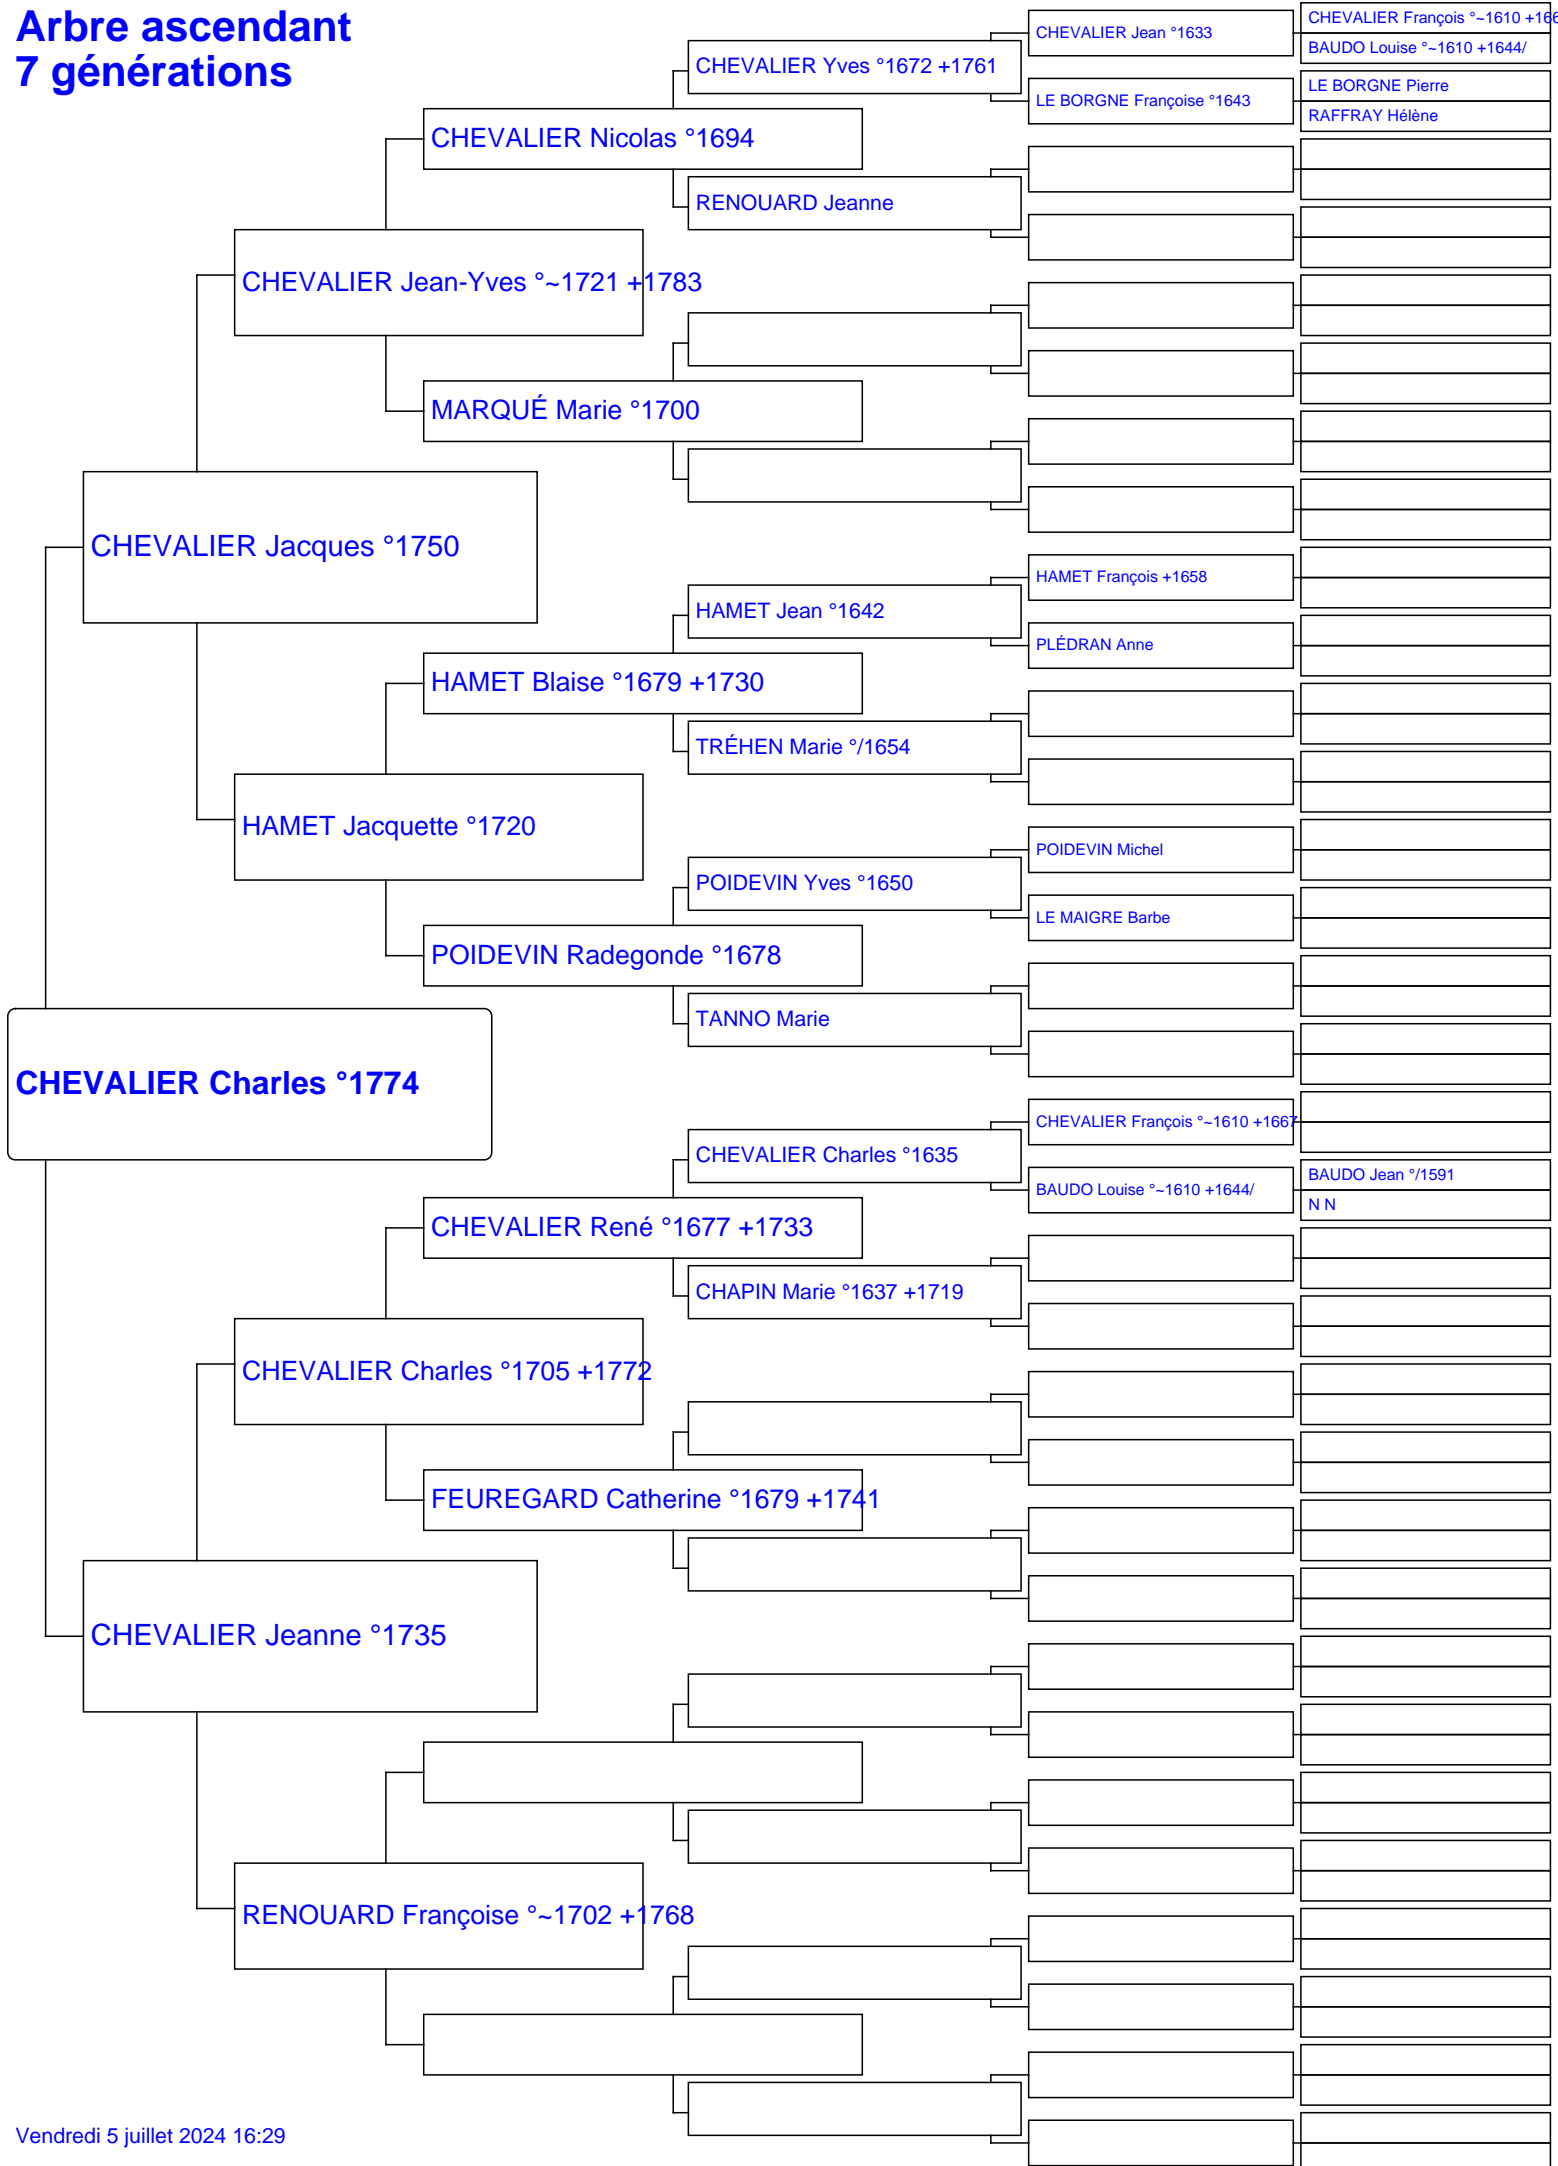 Arbre ascendant
7 générations
CHEVALIER François °~1610 +166
CHEVALIER Jean °1633
BAUDO Louise °~1610 +1644/
CHEVALIER Yves °1672 +1761
LE BORGNE Pierre
LE BORGNE Françoise °1643
RAFFRAY Hélène
CHEVALIER Nicolas °1694
RENOUARD Jeanne
CHEVALIER Jean-Yves °~1721 +1783
MARQUÉ Marie °1700
CHEVALIER Jacques °1750
HAMET François +1658
HAMET Jean °1642
PLÉDRAN Anne
HAMET Blaise °1679 +1730
TRÉHEN Marie °/1654
HAMET Jacquette °1720
POIDEVIN Michel
POIDEVIN Yves °1650
LE MAIGRE Barbe
POIDEVIN Radegonde °1678
TANNO Marie
CHEVALIER Charles °1774
CHEVALIER François °~1610 +1667
CHEVALIER Charles °1635
BAUDO Jean °/1591
BAUDO Louise °~1610 +1644/
N N
CHEVALIER René °1677 +1733
CHAPIN Marie °1637 +1719
CHEVALIER Charles °1705 +1772
FEUREGARD Catherine °1679 +1741
CHEVALIER Jeanne °1735
RENOUARD Françoise °~1702 +1768
Vendredi 5 juillet 2024 16:29